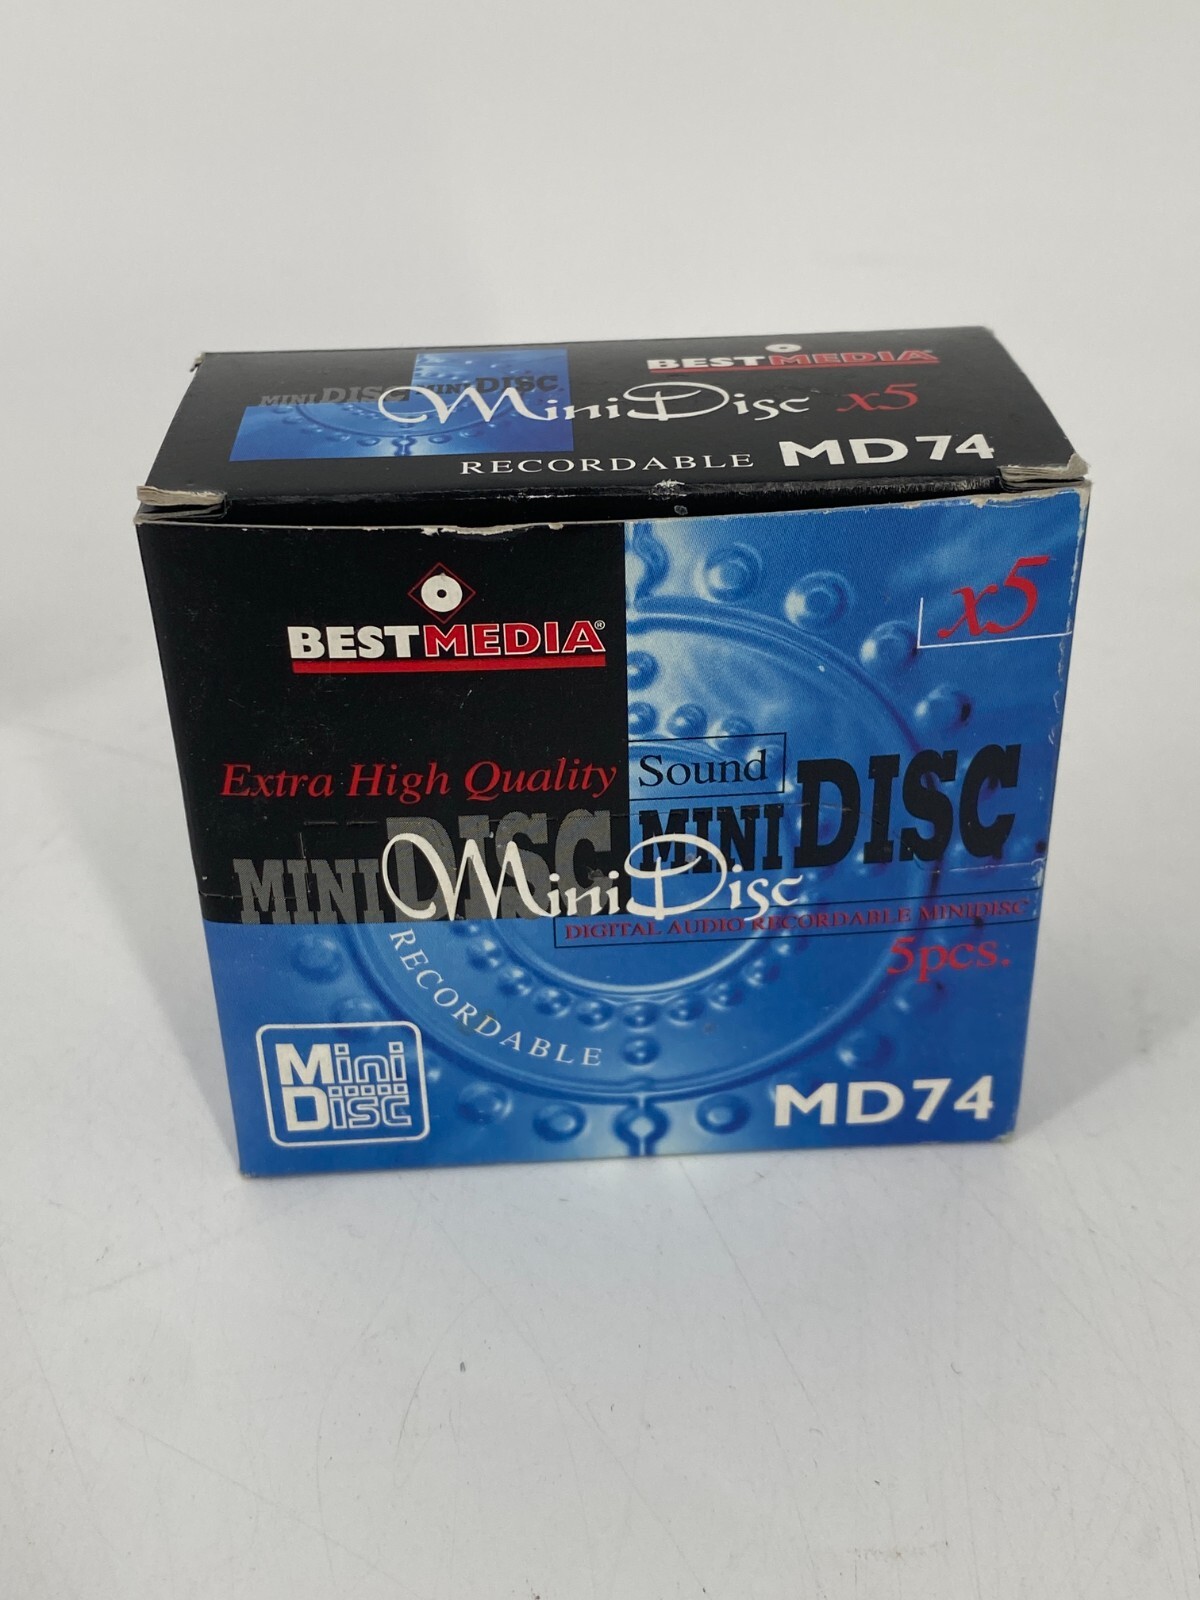 BESTMEDIA
MINI DISC MINI DISC
MiniDisc x5
RECORDABLE MD74
x5
BESTMEDIA®
Extra High Quality Sound
MINI DISC MINI DISC
MiniDisc
DIGITAL AUDIO RECORDABLE MINIDISC
5pcs.
RECORDABLE
Mini
Disc
MD74